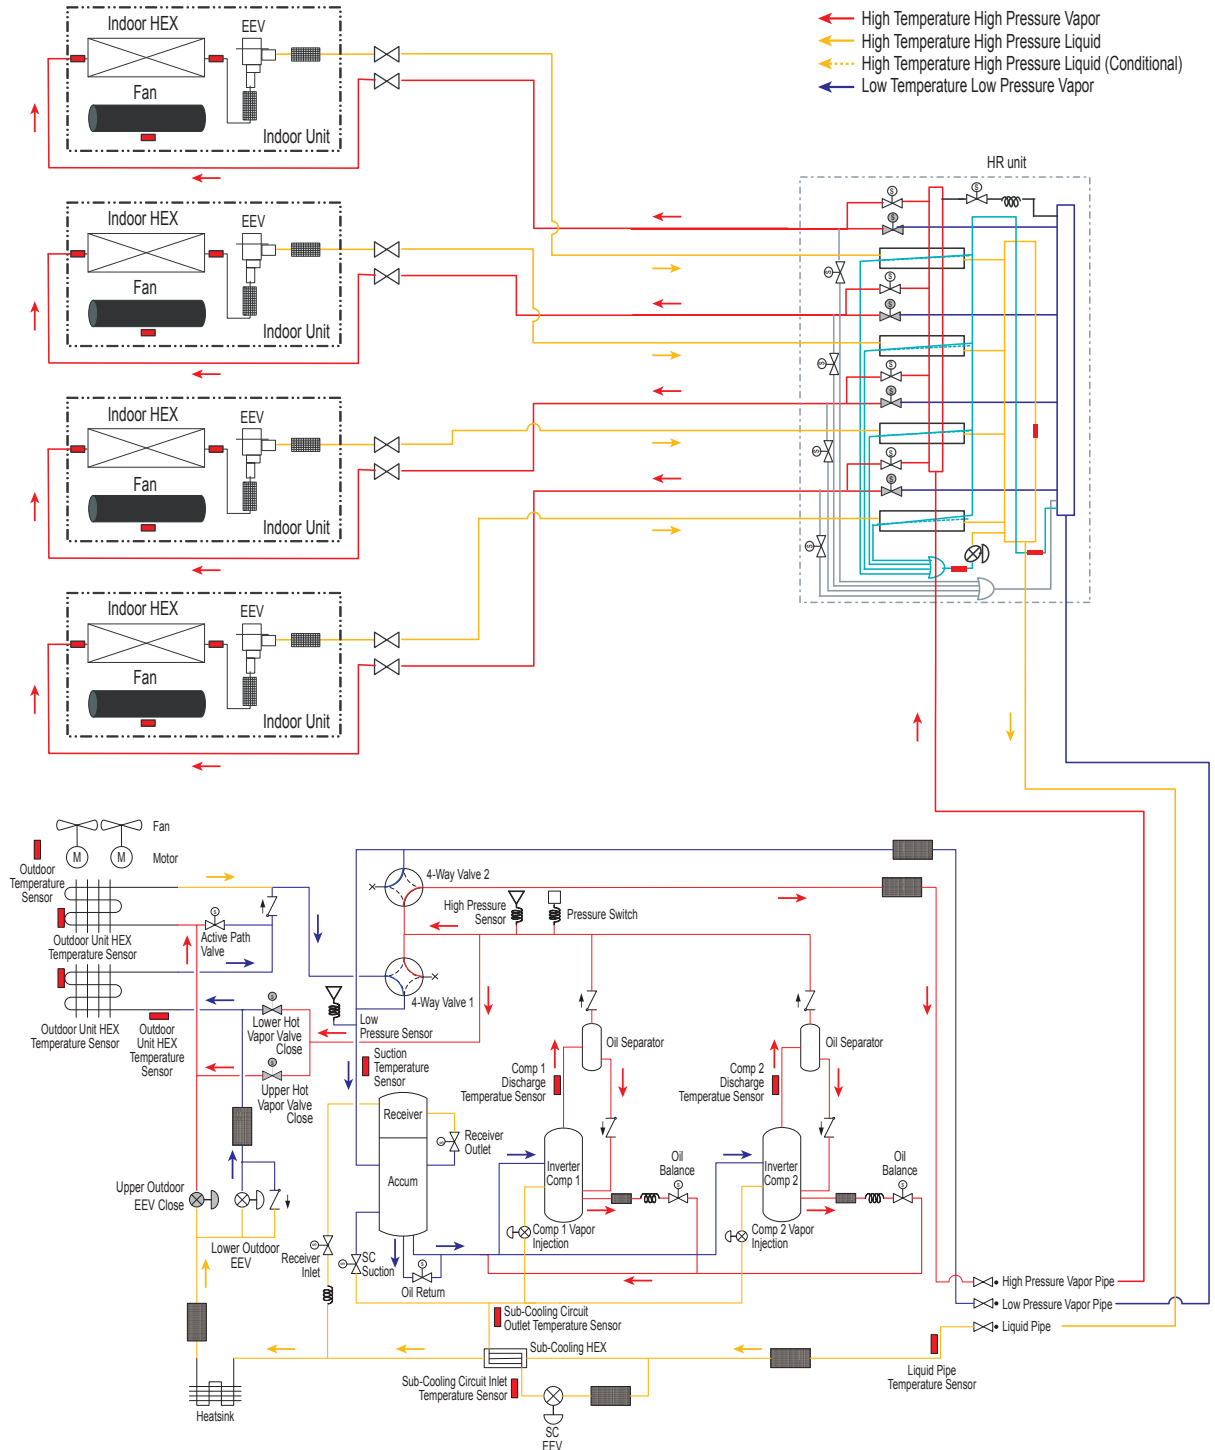 High Temperature High Pressure Vapor
High Temperature High Pressure Liquid
High Temperature High Pressure Liquid (Conditional)
Low Temperature Low Pressure Vapor
Indoor HEX
EEV
Fan
Indoor Unit
HR unit
S
S
S
S
S
S
S
S
S
S
S
S
S
Indoor HEX
EEV
Fan
Indoor Unit
Indoor HEX
EEV
Fan
Indoor Unit
Indoor HEX
EEV
Fan
Indoor Unit
Fan
M
M
Motor
Outdoor
Temperature
Sensor
4-Way Valve 2
High Pressure
Sensor
Pressure Switch
S
Active Path
Valve
Outdoor Unit HEX
Temperature Sensor
4-Way Valve 1
Outdoor Unit HEX
Temperature Sensor
Outdoor
Unit HEX
Temperature
Sensor
S
Lower Hot
Vapor Valve
Close
Low
Pressure Sensor
Suction
Temperature
Sensor
S
Upper Hot
Vapor Valve
Close
Oil Separator
Oil Separator
Comp 1
Discharge
Temperatue Sensor
Comp 2
Discharge
Temperatue Sensor
Receiver
S
Receiver
Outlet
Accum
Inverter
Comp 1
Oil
Balance
S
Inverter
Comp 2
Oil
Balance
S
Upper Outdoor
EEV Close
Lower Outdoor
EEV
S
Receiver
Inlet
S
SC
Suction
S
Oil Return
Comp 1 Vapor
Injection
Comp 2 Vapor
Injection
High Pressure Vapor Pipe
Low Pressure Vapor Pipe
Liquid Pipe
Sub-Cooling Circuit
Outlet Temperature Sensor
Sub-Cooling HEX
Sub-Cooling Circuit Inlet
Temperature Sensor
Liquid Pipe
Temperature Sensor
Heatsink
SC
EEV